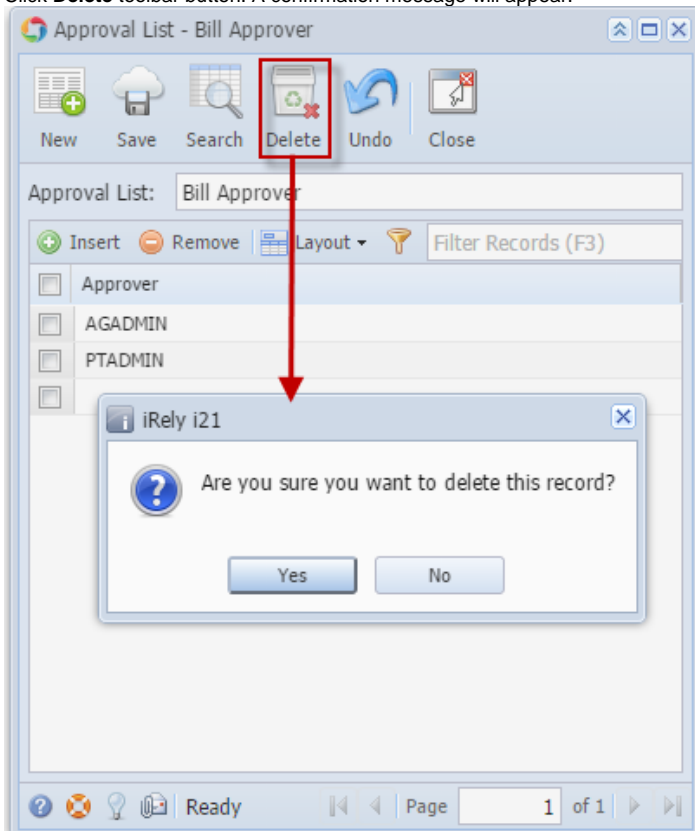 Click Delete toolbar button. A confirmation message will appear.
Approval List - Bill Approver
New Save Search Delete Undo Close
Approval List: Bill Approver
Insert Remove Layout Filter Records (F3)
Approver
AGADMIN
PTADMIN
iRely i21
Are you sure you want to delete this record?
Yes No
Ready Page 1 of 1